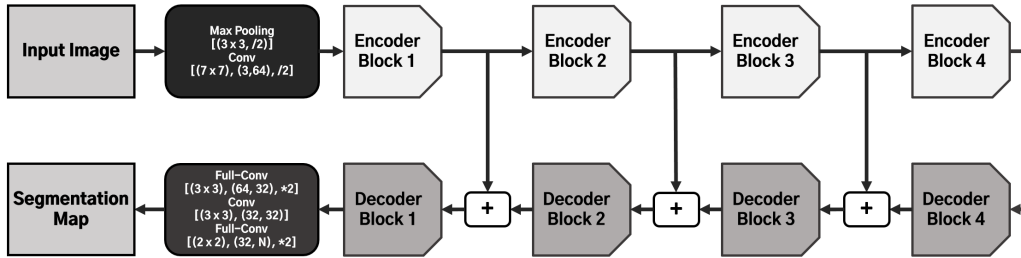 Input Image
Max Pooling
[(3 x 3, /2)]
Conv
[(7 x 7), (3,64), /2]
Encoder
Block 1
Encoder
Block 2
Encoder
Block 3
Encoder
Block 4
Segmentation
Map
Full-Conv
[(3 x 3), (64, 32), *2]
Conv
[(3 x 3), (32, 32)]
Full-Conv
[(2 x 2), (32, N), *2]
Decoder
Block 1
+
Decoder
Block 2
+
Decoder
Block 3
+
Decoder
Block 4